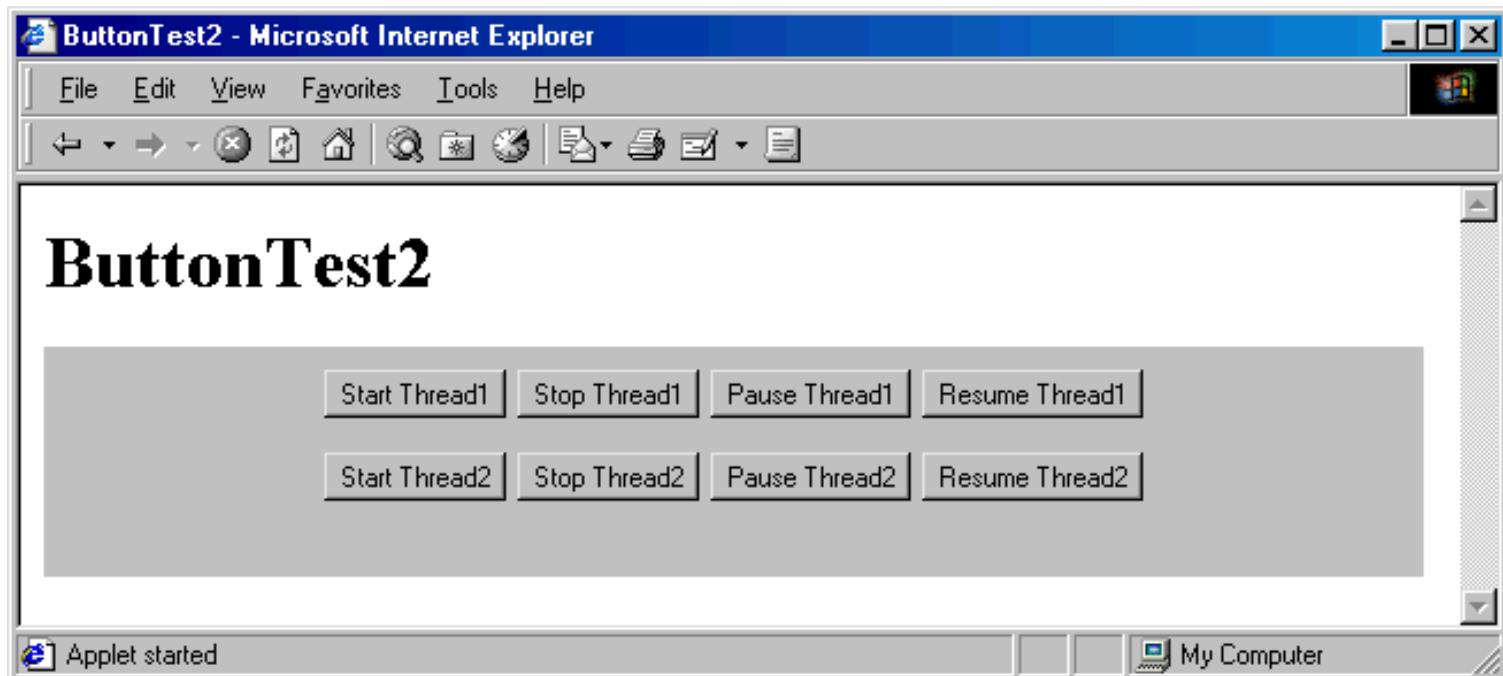 ButtonTest2 - Microsoft Internet Explorer
File Edit View Favorites Tools Help
ButtonTest2
Start Thread1 Stop Thread1 Pause Thread1 Resume Thread1
Start Thread2 Stop Thread2 Pause Thread2 Resume Thread2
Applet started My Computer